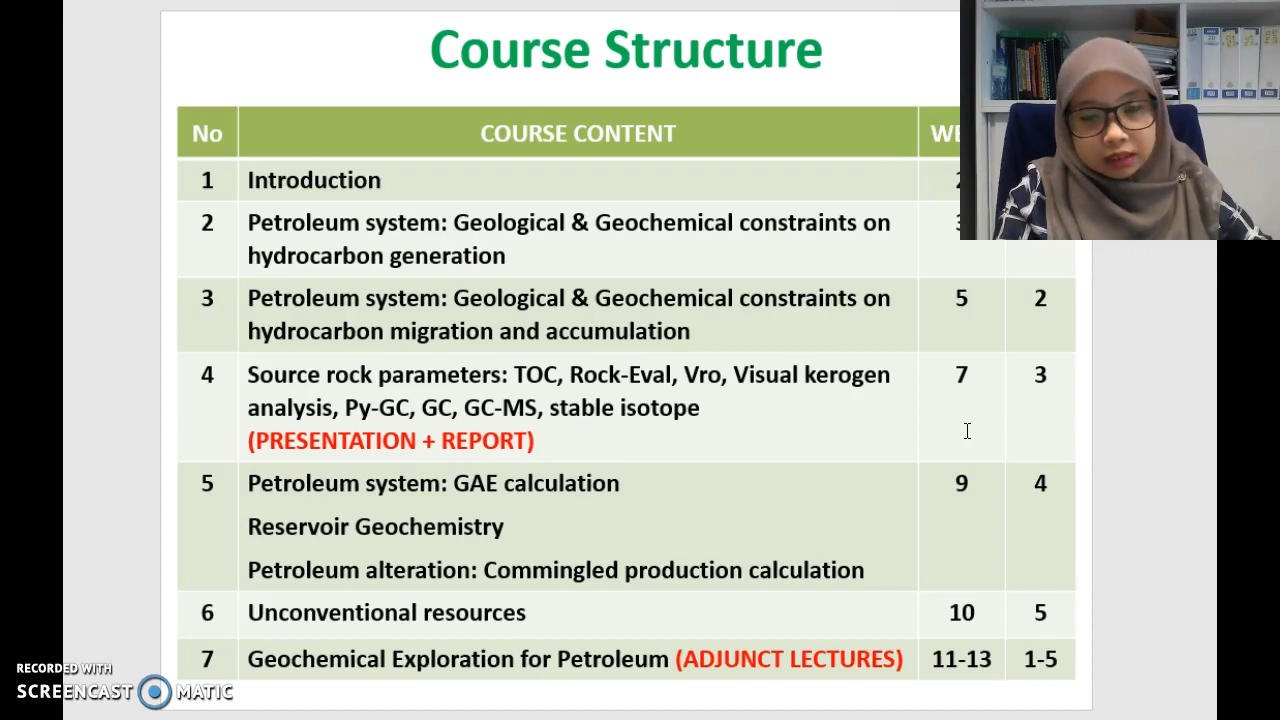 Course Structure
No COURSE CONTENT
1 Introduction
2 Petroleum system: Geological & Geochemical constraints on
hydrocarbon generation
3 Petroleum system: Geological & Geochemical constraints on 5 2
hydrocarbon migration and accumulation
4 Source rock parameters: TOC, Rock-Eval, Vro, Visual kerogen 7 3
analysis, Py-GC, GC, GC-MS, stable isotope
(PRESENTATION + REPORT)
5 Petroleum system: GAE calculation 9 4
Reservoir Geochemistry
Petroleum alteration: Commingled production calculation
6 Unconventional resources 10 5
7 Geochemical Exploration for Petroleum (ADJUNCT LECTURES) 11-13 1-5
RECORDED WITH
SCREENCAST MATIC